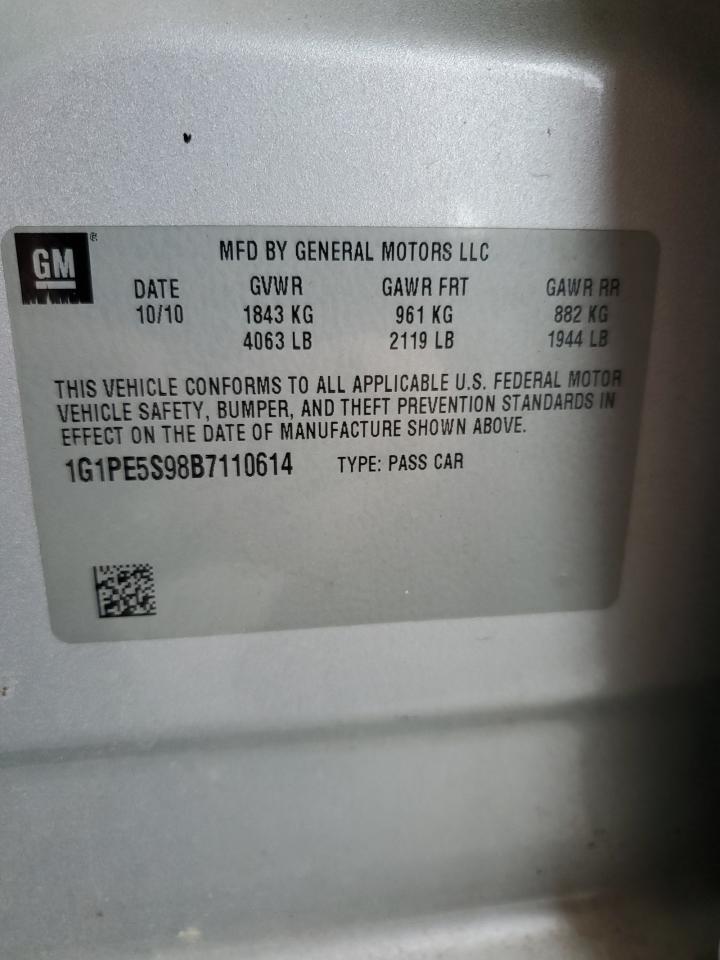 GM ®
MFD BY GENERAL MOTORS LLC
DATE GVWR GAWR FRT GAWR RR
10/10 1843 KG 961 KG 882 KG
4063 LB 2119 LB 1944 LB
THIS VEHICLE CONFORMS TO ALL APPLICABLE U.S. FEDERAL MOTOR
VEHICLE SAFETY, BUMPER, AND THEFT PREVENTION STANDARDS IN
EFFECT ON THE DATE OF MANUFACTURE SHOWN ABOVE.
1G1PE5S98B7110614 TYPE: PASS CAR